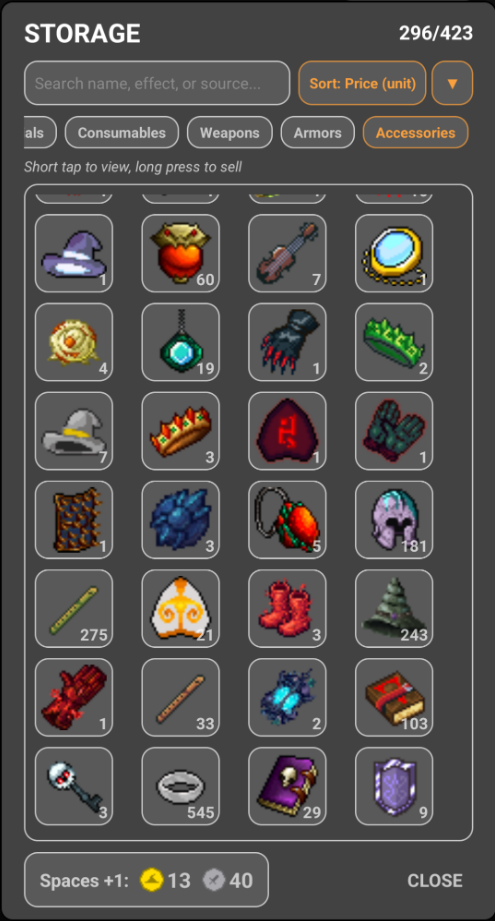 STORAGE 296/423
Search name, effect, or source... Sort: Price (unit) ▼
als Consumables Weapons Armors Accessories
Short tap to view, long press to sell
1 60 7 1
4 19 1 2
7 3 1 1
1 3 5 181
275 21 3 243
1 33 2 103
3 545 29 9
Spaces +1: 13 40 CLOSE